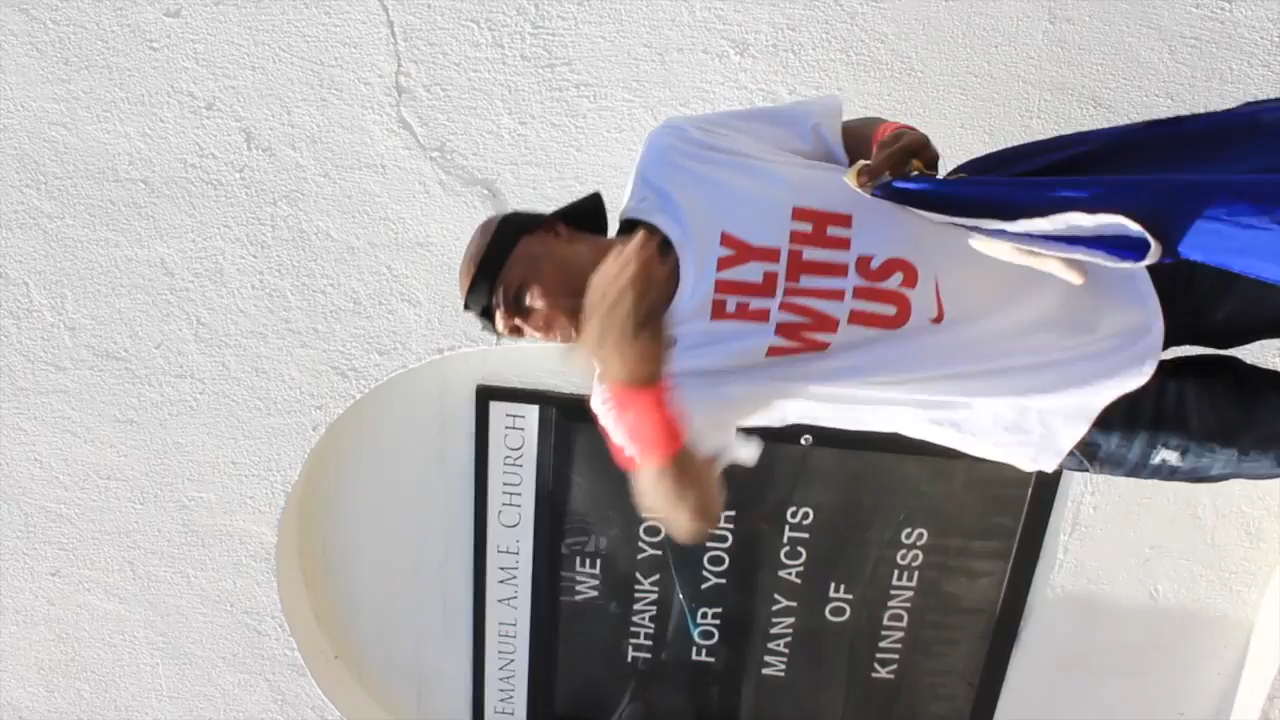 FLY
WITH
US
EMANUEL A.M.E. CHURCH
WE
THANK YOU
FOR YOUR
MANY ACTS
OF
KINDNESS